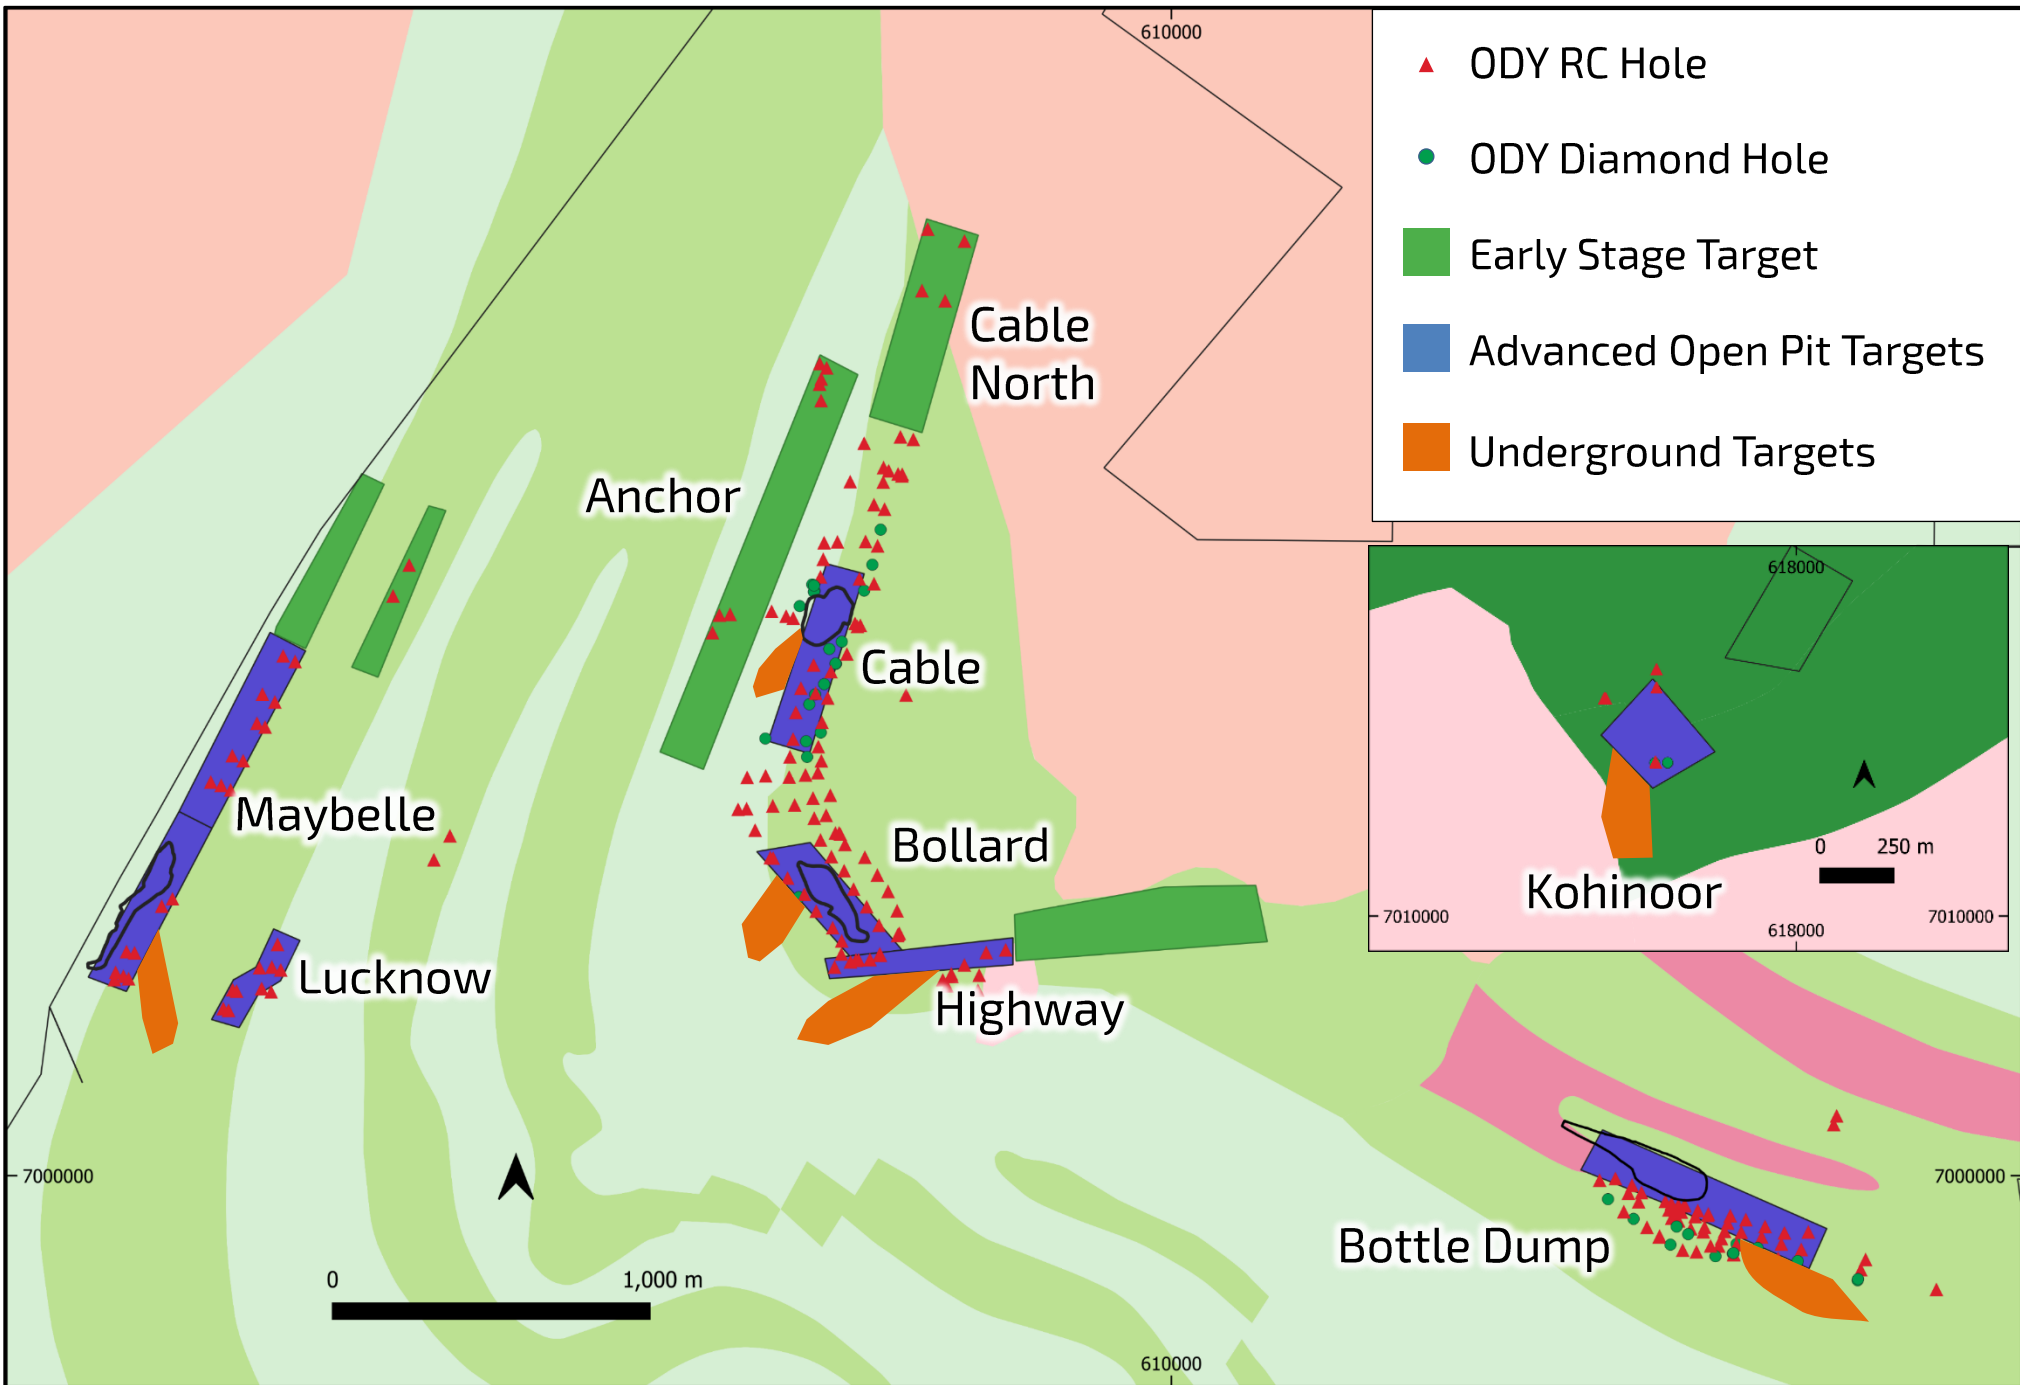 610000
ODY RC Hole
ODY Diamond Hole
Early Stage Target
Advanced Open Pit Targets
Underground Targets
Cable
North
Anchor
618000
Cable
Maybelle
Bollard
0 250 m
Kohinoor
7010000
7010000
618000
Lucknow
Highway
7000000
7000000
Bottle Dump
0 1,000 m
610000